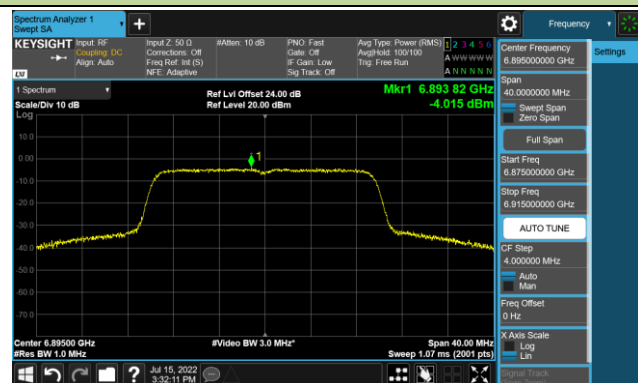 Spectrum Analyzer 1
Swept SA
+
Frequency
KEYSIGHT
Input: RF
Coupling: DC
Align: Auto
Input Z: 50 Ω
Corrections: Off
Freq Ref: Int (S)
NFE: Adaptive
#Atten: 10 dB
PNO: Fast
Gate: Off
IF Gain: Low
Sig Track: Off
Avg Type: Power (RMS)
Avg|Hold: 100/100
Trig: Free Run
1 2 3 4 5 6
A W W W W W
A N N N N N
LXI
Center Frequency
6.895000000 GHz
Settings
Span
40.0000000 MHz
Swept Span
Zero Span
Full Span
Start Freq
6.875000000 GHz
Stop Freq
6.915000000 GHz
AUTO TUNE
CF Step
4.000000 MHz
Auto
Man
Freq Offset
0 Hz
X Axis Scale
Log
Lin
Signal Track
1 Spectrum
Scale/Div 10 dB
Log
Ref Lvl Offset 24.00 dB
Ref Level 20.00 dBm
Mkr1 6.893 82 GHz
-4.015 dBm
10.0
0.00
-10.0
-20.0
-30.0
-40.0
-50.0
-60.0
-70.0
1
Center 6.89500 GHz
#Res BW 1.0 MHz
#Video BW 3.0 MHz*
Span 40.00 MHz
Sweep 1.07 ms (2001 pts)
?
Jul 15, 2022
3:32:11 PM